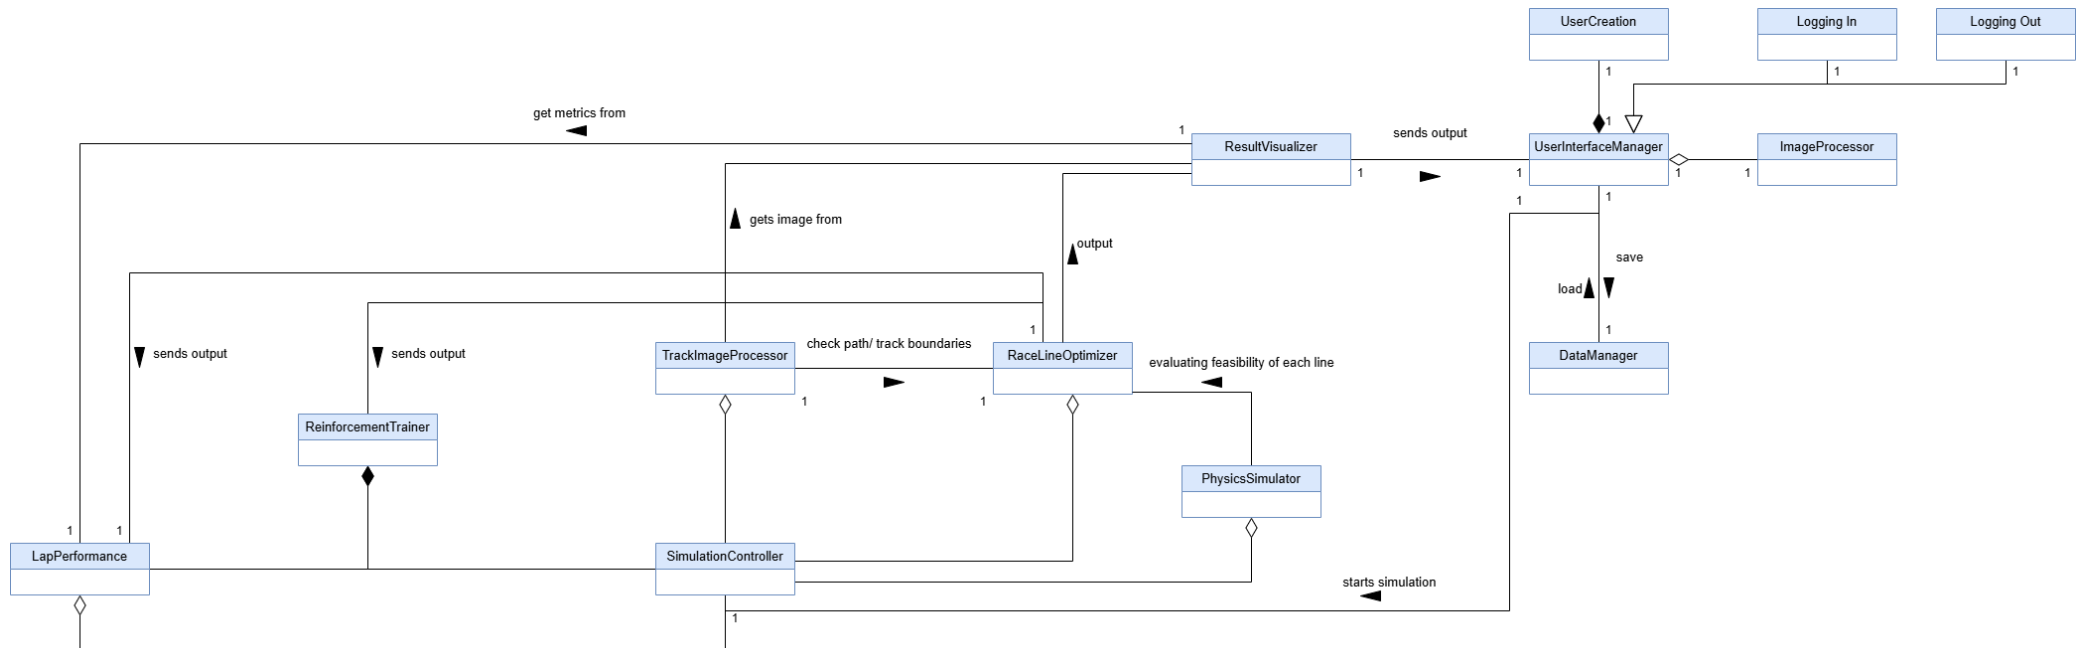 UserCreation
Logging In
Logging Out
1
1
1
get metrics from
1
1
ResultVisualizer
sends output
UserInterfaceManager
ImageProcessor
1
1
1
1
1
1
gets image from
output
save
load
1
1
sends output
sends output
TrackImageProcessor
check path/ track boundaries
RaceLineOptimizer
evaluating feasibility of each line
DataManager
1
1
ReinforcementTrainer
PhysicsSimulator
1
1
LapPerformance
SimulationController
starts simulation
1